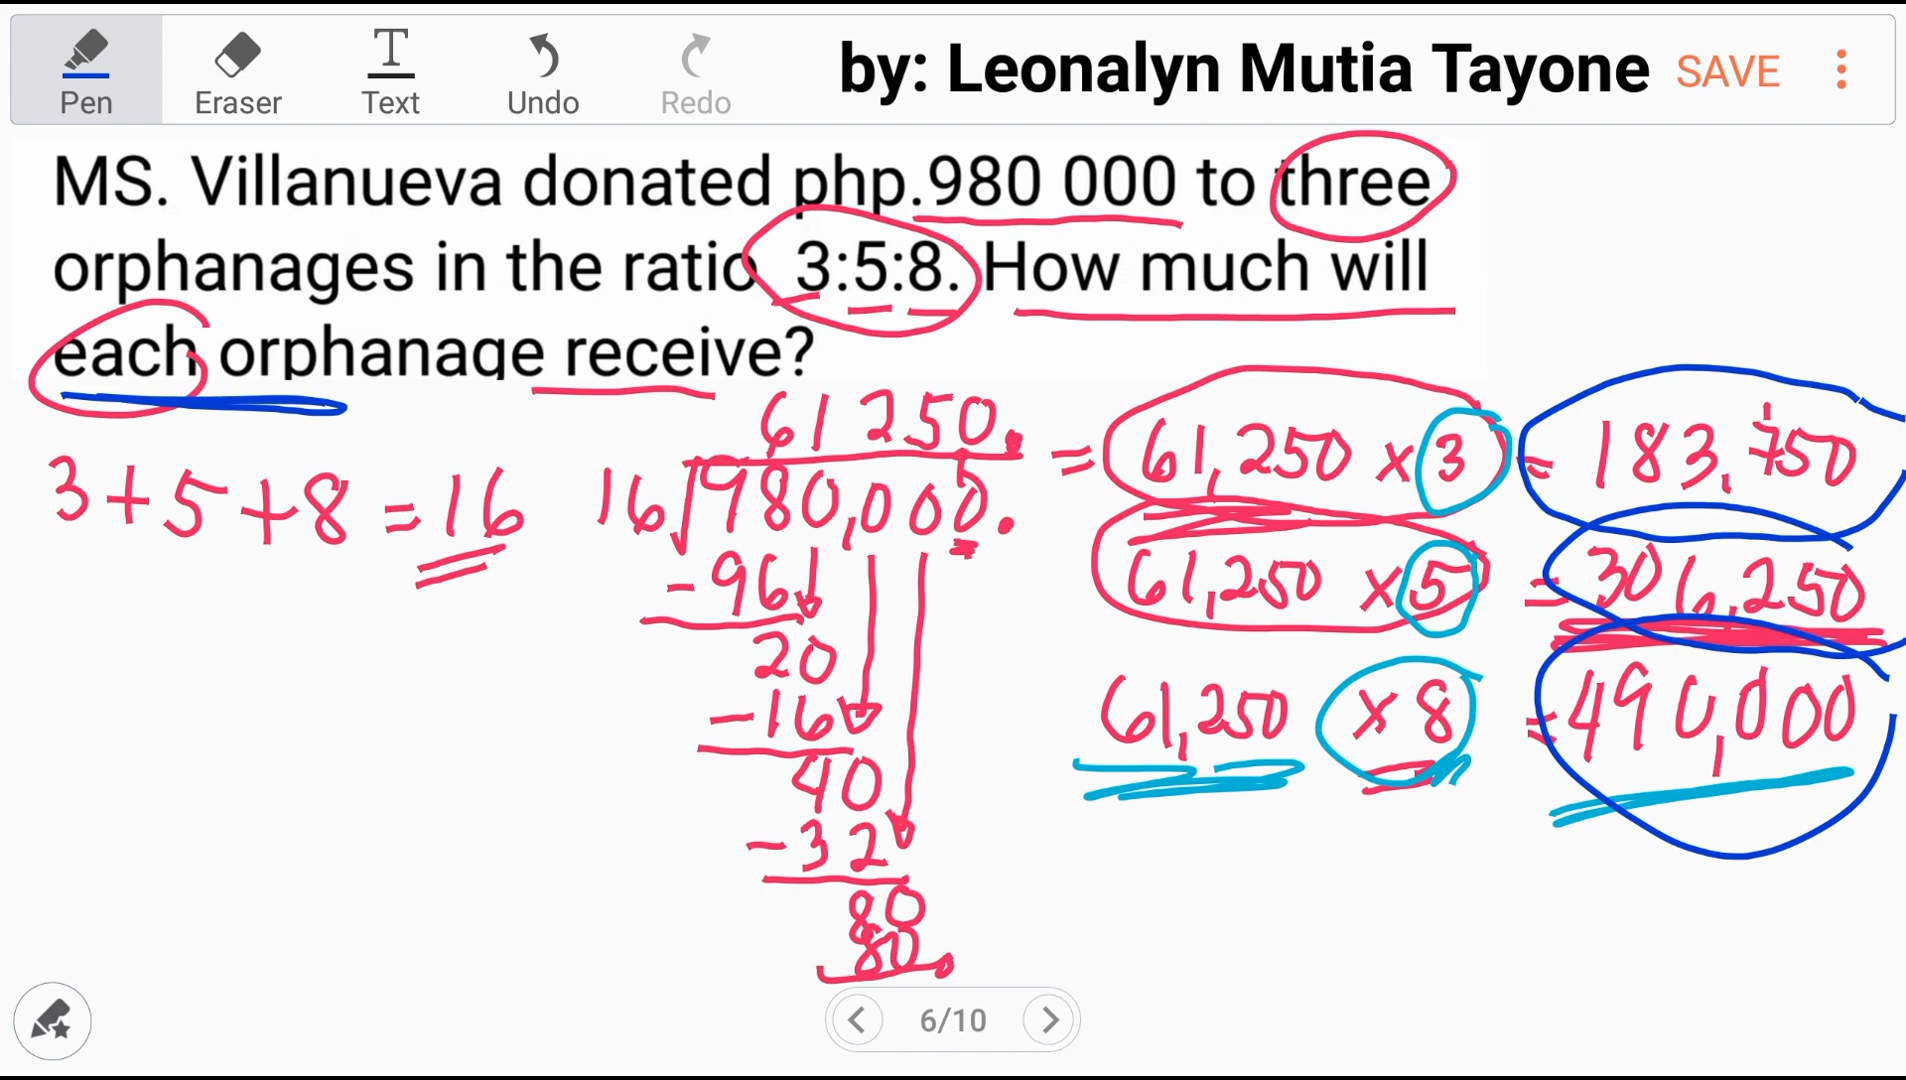 Pen Eraser Text Undo Redo by: Leonalyn Mutia Tayone SAVE
MS. Villanueva donated php.980 000 to three
orphanages in the ratio 3:5:8. How much will
each orphanage receive?
3+5+8=16
61 250.
16 980,000.
-96
20
-16
40
-32
80
80
= 61,250 x 3 = 183,750
61,250 x 5 = 306,250
61,250 x 8 = 490,000
6/10